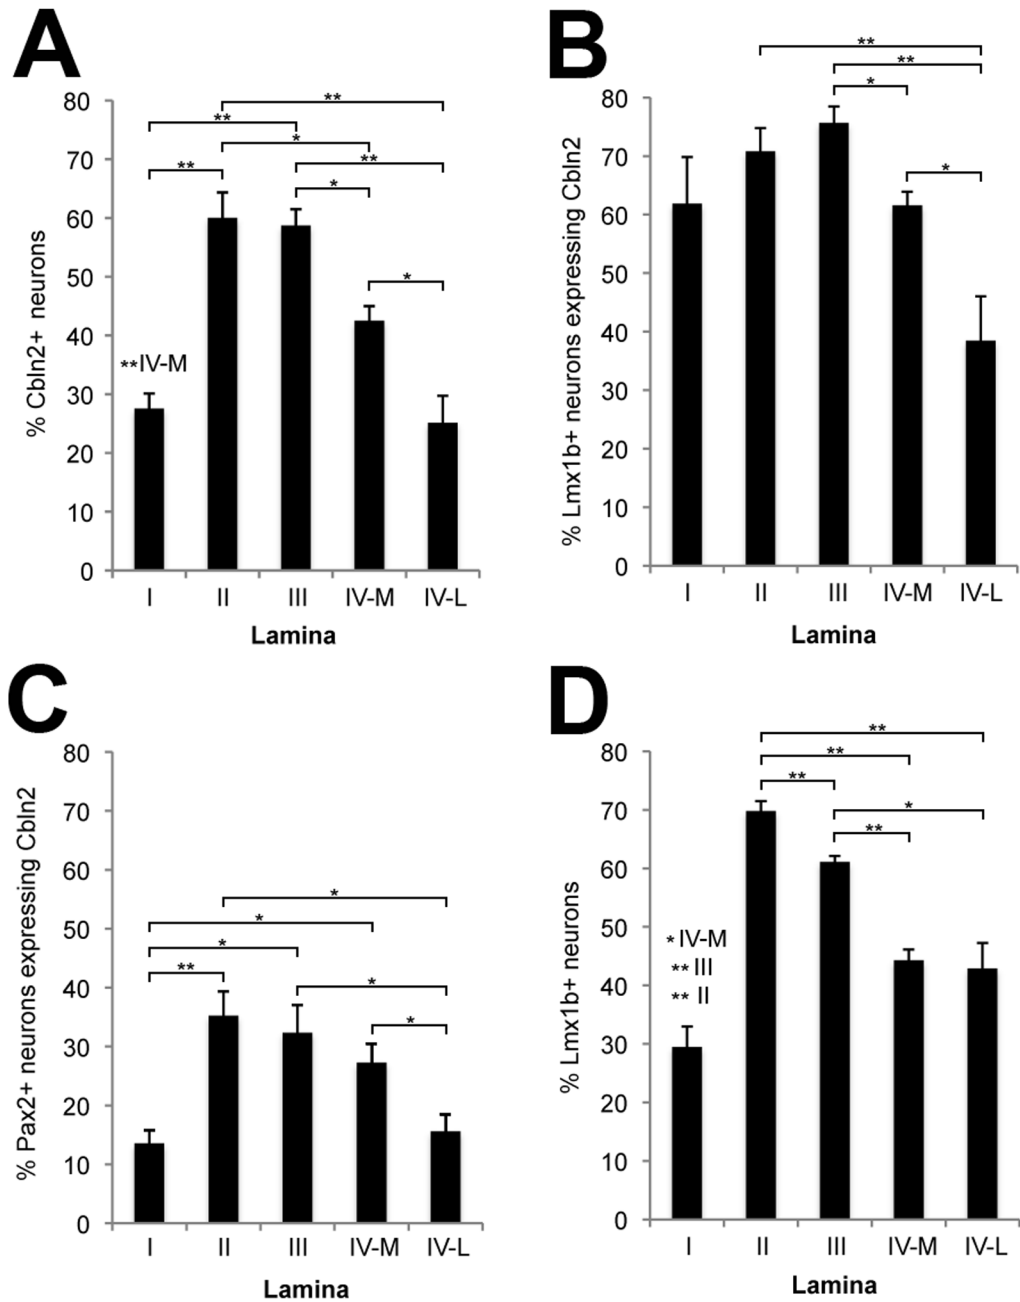 A
% Cbln2+ neurons
80
70
60
50
40
30
20
10
0
**
**
*
**
**
*
*
**IV-M
I II III IV-M IV-L
Lamina
B
% Lmx1b+ neurons expressing Cbln2
80
70
60
50
40
30
20
10
0
**
**
*
*
I II III IV-M IV-L
Lamina
C
% Pax2+ neurons expressing Cbln2
80
70
60
50
40
30
20
10
0
*
*
*
**
*
*
I II III IV-M IV-L
Lamina
D
% Lmx1b+ neurons
80
70
60
50
40
30
20
10
0
**
**
**
*
**
* IV-M
** III
** II
I II III IV-M IV-L
Lamina